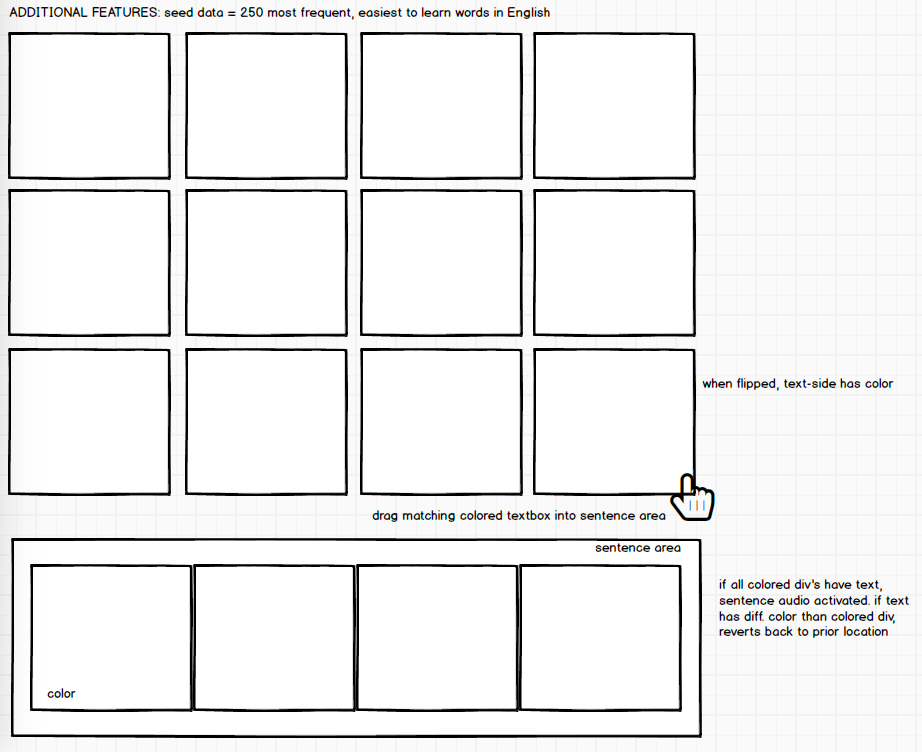 ADDITIONAL FEATURES: seed data = 250 most frequent, easiest to learn words in English
when flipped, text-side has color
drag matching colored textbox into sentence area
sentence area
if all colored div's have text,
sentence audio activated. if text
has diff. color than colored div,
reverts back to prior location
color